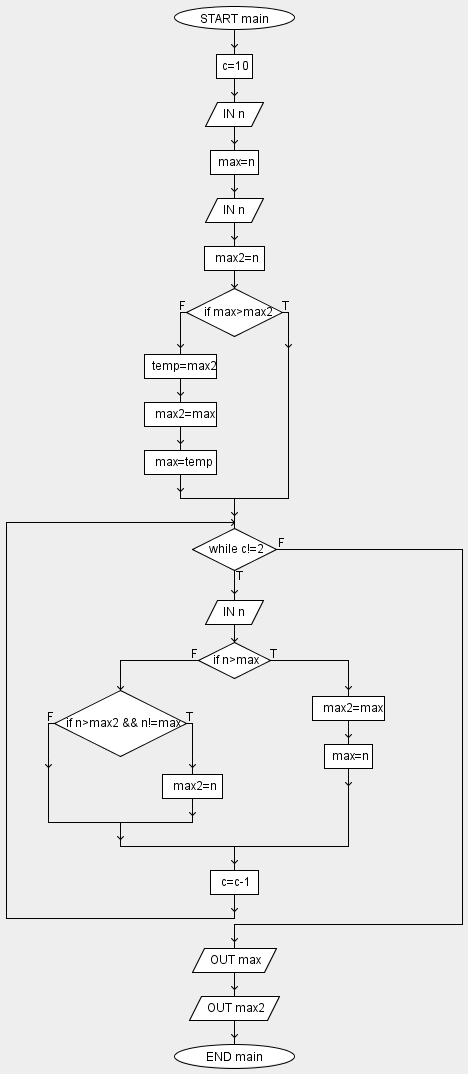 START main
c=10
IN n
max=n
IN n
max2=n
if max>max2
F
T
temp=max2
max2=max
max=temp
while c!=2
F
T
IN n
if n>max
F
T
if n>max2 && n!=max
F
T
max2=max
max=n
max2=n
c=c-1
OUT max
OUT max2
END main